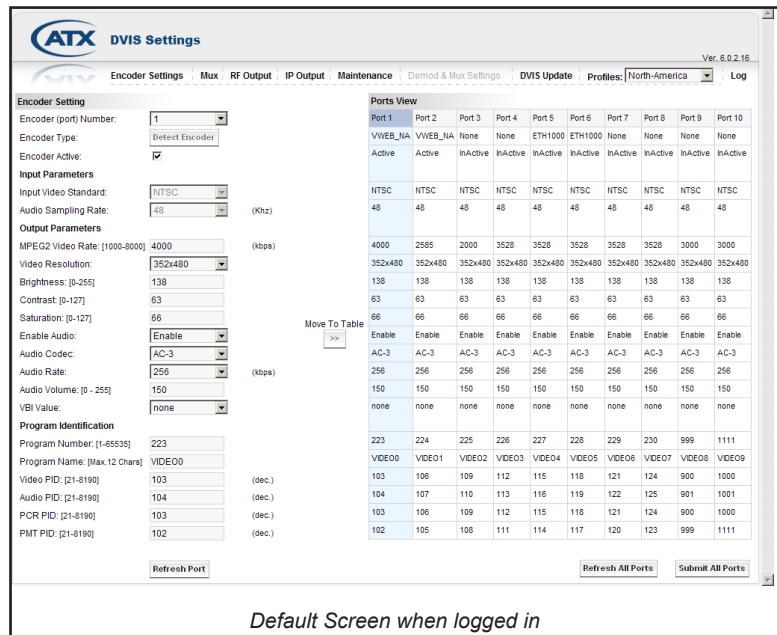 ATX DVIS Settings
Ver. 6.0.2.16
Encoder Settings Mux RF Output IP Output Maintenance Demod & Mux Settings DVIS Update Profiles: North-America Log
Encoder Setting
Encoder (port) Number: 1
Encoder Type: Detect Encoder
Encoder Active:
Input Parameters
Input Video Standard: NTSC
Audio Sampling Rate: 48 (Khz)
Output Parameters
MPEG2 Video Rate: [1000-8000] 4000 (kbps)
Video Resolution: 352x480
Brightness: [0-255] 138
Contrast: [0-127] 63
Saturation: [0-127] 66
Enable Audio: Enable
Audio Codec: AC-3
Audio Rate: 256 (kbps)
Audio Volume: [0 - 255] 150
VBI Value: none
Program Identification
Program Number: [1-65535] 223
Program Name: [Max.12 Chars] VIDEO0
Video PID: [21-8190] 103 (dec.)
Audio PID: [21-8190] 104 (dec.)
PCR PID: [21-8190] 103 (dec.)
PMT PID: [21-8190] 102 (dec.)
Refresh Port
Move To Table
>>
Ports View
Port 1 Port 2 Port 3 Port 4 Port 5 Port 6 Port 7 Port 8 Port 9 Port 10
VWEB_NA VWEB_NA None None ETH1000 ETH1000 None None None None
Active Active InActive InActive InActive InActive InActive InActive InActive InActive
NTSC NTSC NTSC NTSC NTSC NTSC NTSC NTSC NTSC NTSC
48 48 48 48 48 48 48 48 48 48
4000 2585 2000 3528 3528 3528 3528 3528 3000 3000
352x480 352x480 352x480 352x480 352x480 352x480 352x480 352x480 352x480 352x480
138 138 138 138 138 138 138 138 138 138
63 63 63 63 63 63 63 63 63 63
66 66 66 66 66 66 66 66 66 66
Enable Enable Enable Enable Enable Enable Enable Enable Enable Enable
AC-3 AC-3 AC-3 AC-3 AC-3 AC-3 AC-3 AC-3 AC-3 AC-3
256 256 256 256 256 256 256 256 256 256
150 150 150 150 150 150 150 150 150 150
none none none none none none none none none none
223 224 225 226 227 228 229 230 999 1111
VIDEO0 VIDEO1 VIDEO2 VIDEO3 VIDEO4 VIDEO5 VIDEO6 VIDEO7 VIDEO8 VIDEO9
103 106 109 112 115 118 121 124 900 1000
104 107 110 113 116 119 122 125 901 1001
103 106 109 112 115 118 121 124 900 1000
102 105 108 111 114 117 120 123 999 1111
Refresh All Ports Submit All Ports
Default Screen when logged in